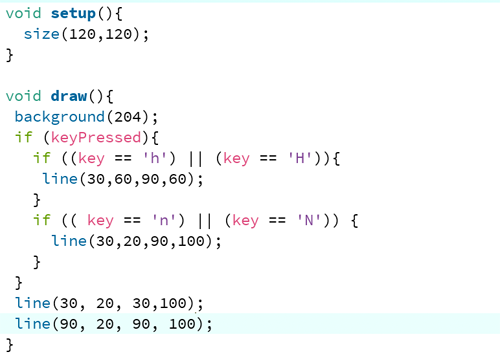 void setup(){
  size(120,120);
}

void draw(){
 background(204);
 if (keyPressed){
   if ((key == 'h') || (key == 'H')){
    line(30,60,90,60);
   }
   if (( key == 'n') || (key == 'N')) {
     line(30,20,90,100);
   }
 }
 line(30, 20, 30,100);
 line(90, 20, 90, 100);
}